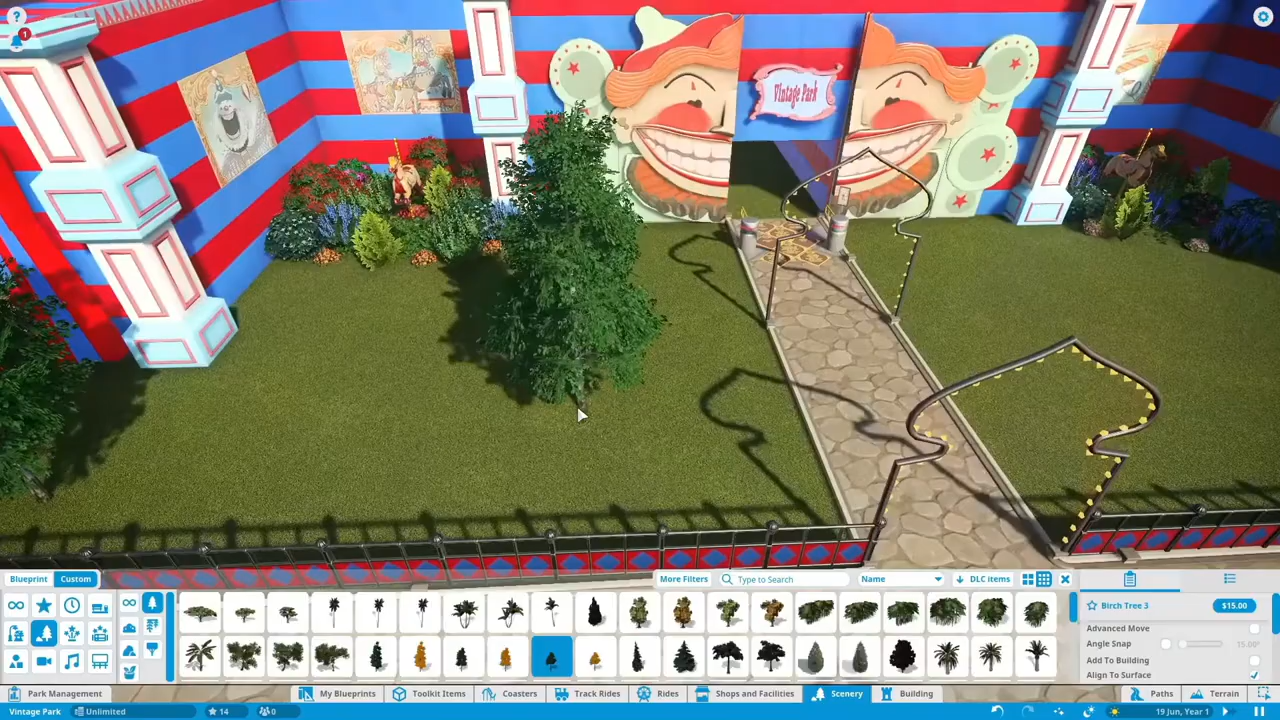 ?
1
Vintage Park
Blueprint
Custom
More Filters
Type to Search
Name
DLC items
Birch Tree 3
$15.00
Advanced Move
Angle Snap
15.00°
Add To Building
Align To Surface
Park Management
My Blueprints
Toolkit Items
Coasters
Track Rides
Rides
Shops and Facilities
Scenery
Building
Paths
Terrain
Vintage Park
Unlimited
14
0
19 Jun, Year 1